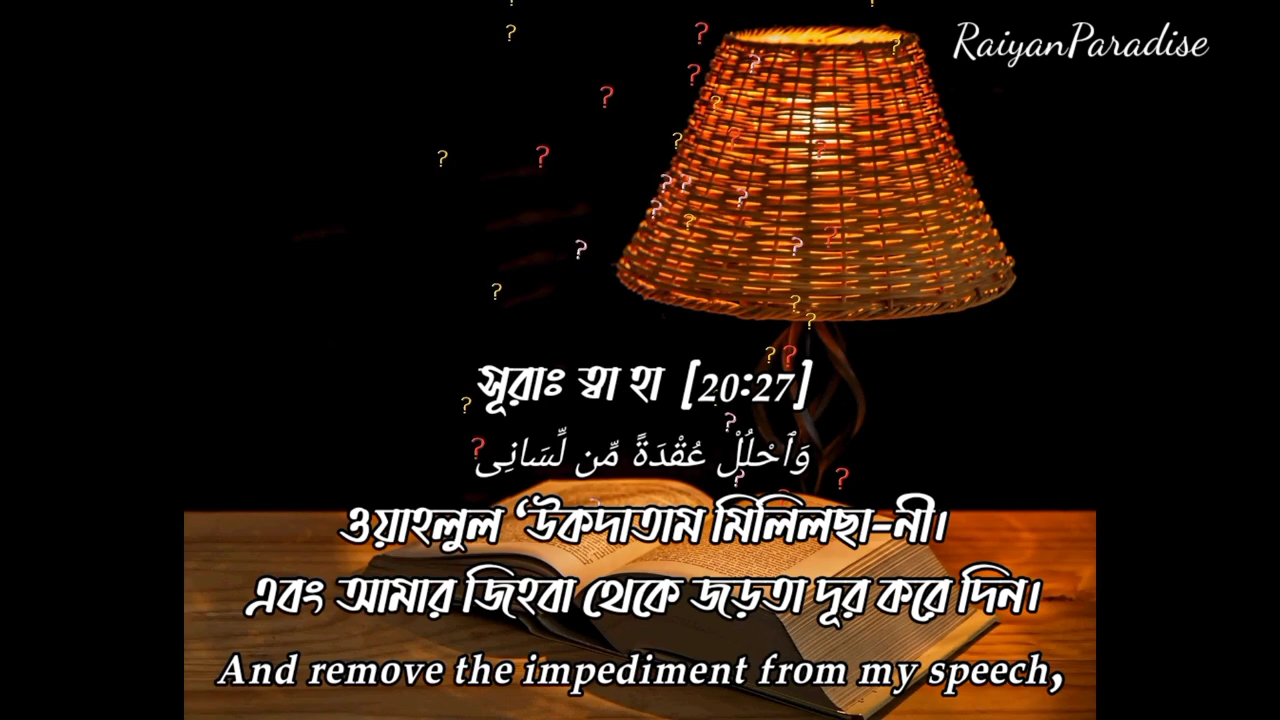 RaiyanParadise
সূরাঃ ত্বা হা [20:27]
وَٱحْلُلْ عُقْدَةً مِّن لِّسَانِى
ওয়াহলুল ‘উকদাতাম মিলিলছা-নী।
এবং আমার জিহবা থেকে জড়তা দূর করে দিন।
And remove the impediment from my speech,